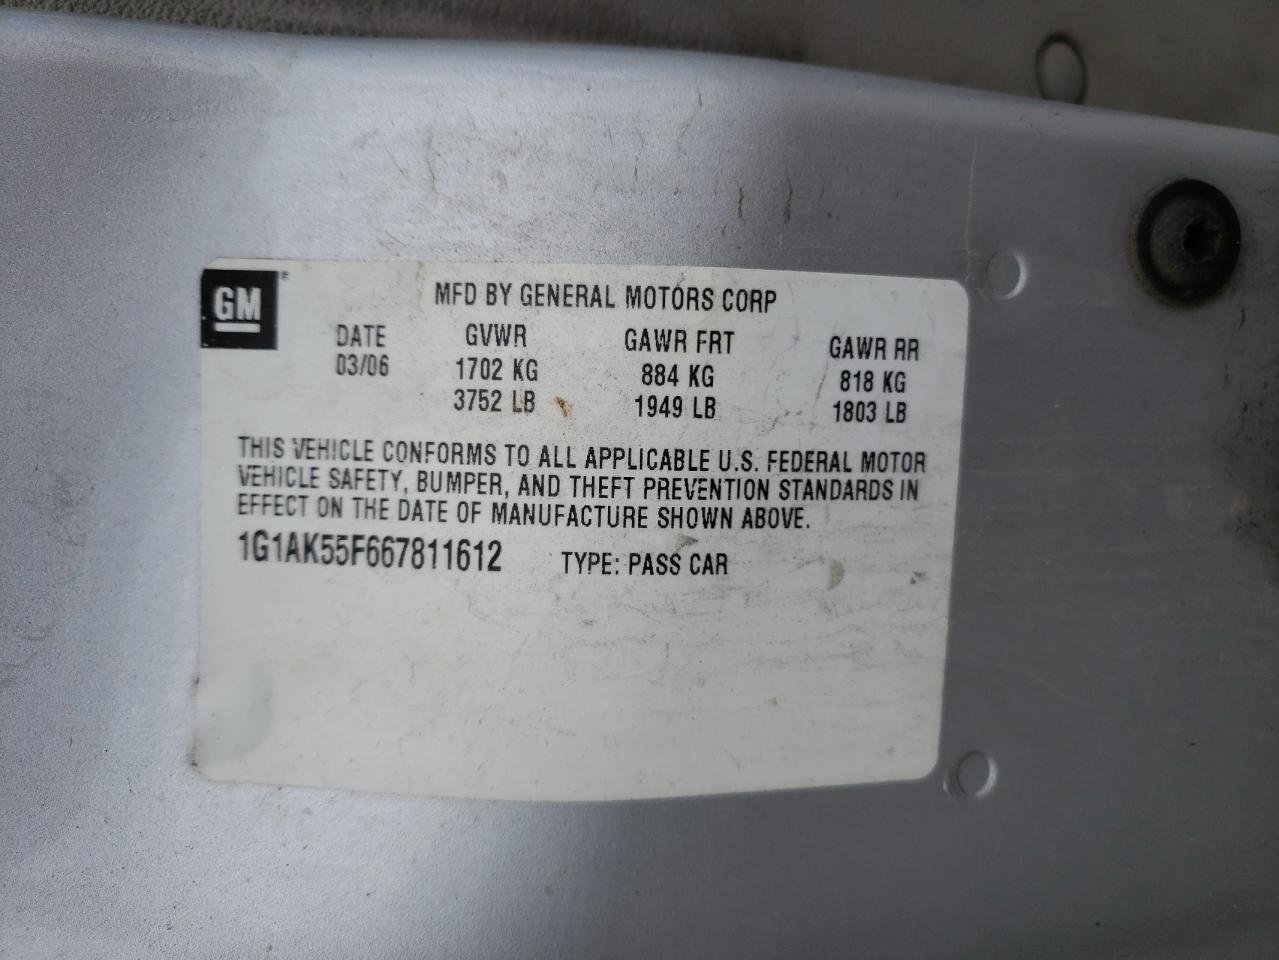 GM ®
MFD BY GENERAL MOTORS CORP
DATE GVWR GAWR FRT GAWR RR
03/06 1702 KG 884 KG 818 KG
3752 LB 1949 LB 1803 LB
THIS VEHICLE CONFORMS TO ALL APPLICABLE U.S. FEDERAL MOTOR
VEHICLE SAFETY, BUMPER, AND THEFT PREVENTION STANDARDS IN
EFFECT ON THE DATE OF MANUFACTURE SHOWN ABOVE.
1G1AK55F667811612 TYPE: PASS CAR